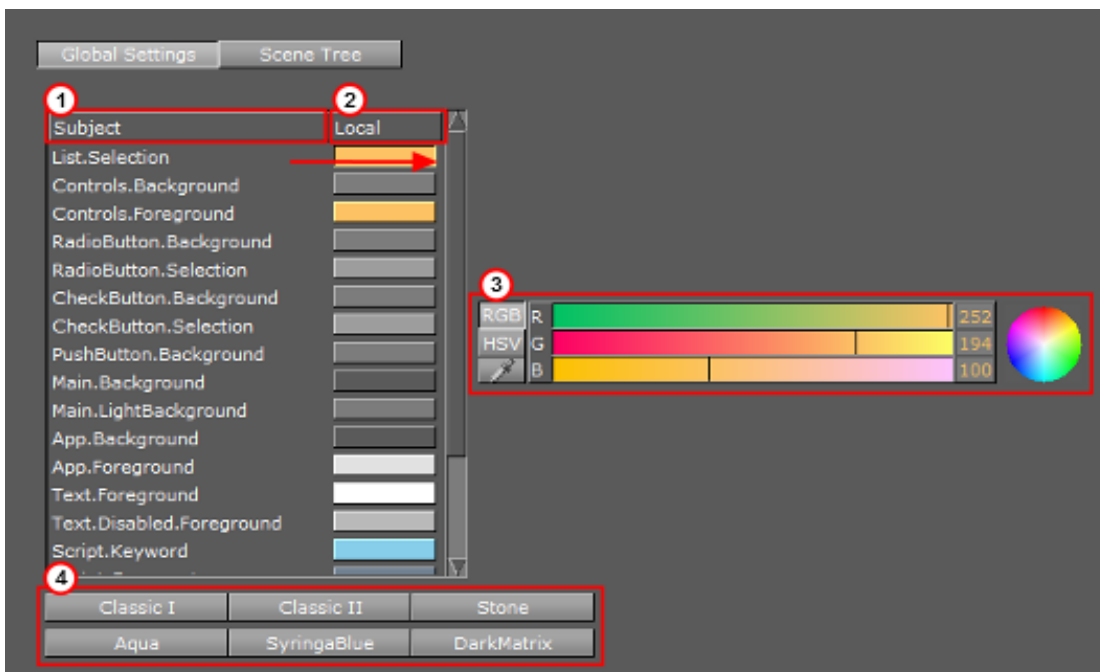 Global Settings Scene Tree
1 2
Subject Local
List.Selection
Controls.Background
Controls.Foreground
RadioButton.Background
RadioButton.Selection
CheckButton.Background
CheckButton.Selection
PushButton.Background
Main.Background
Main.LightBackground
App.Background
App.Foreground
Text.Foreground
Text.Disabled.Foreground
Script.Keyword
3
RGB R 252
HSV G 194
B 100
4
Classic I Classic II Stone
Aqua SyringaBlue DarkMatrix